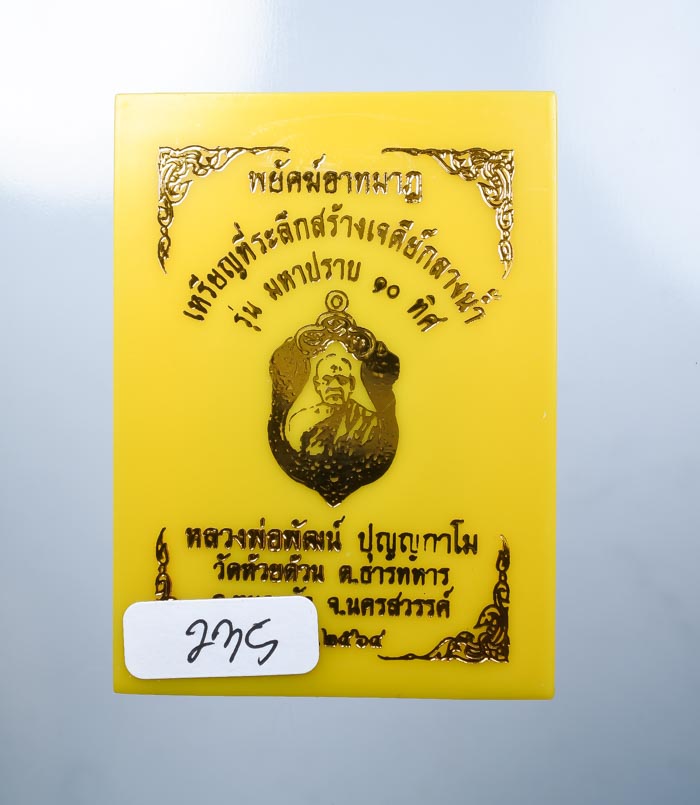 พยัคฆ์อาทมาฏ
เหรียญที่ระลึกสร้างเจดีย์กลางน้ำ
รุ่น มหาปราบ ๑๐ ทิศ
หลวงพ่อพัฒน์ ปุญฺญกาโม
วัดห้วยด้วน ต.ธารทหาร
จ.นครสวรรค์
๒๕๖๔